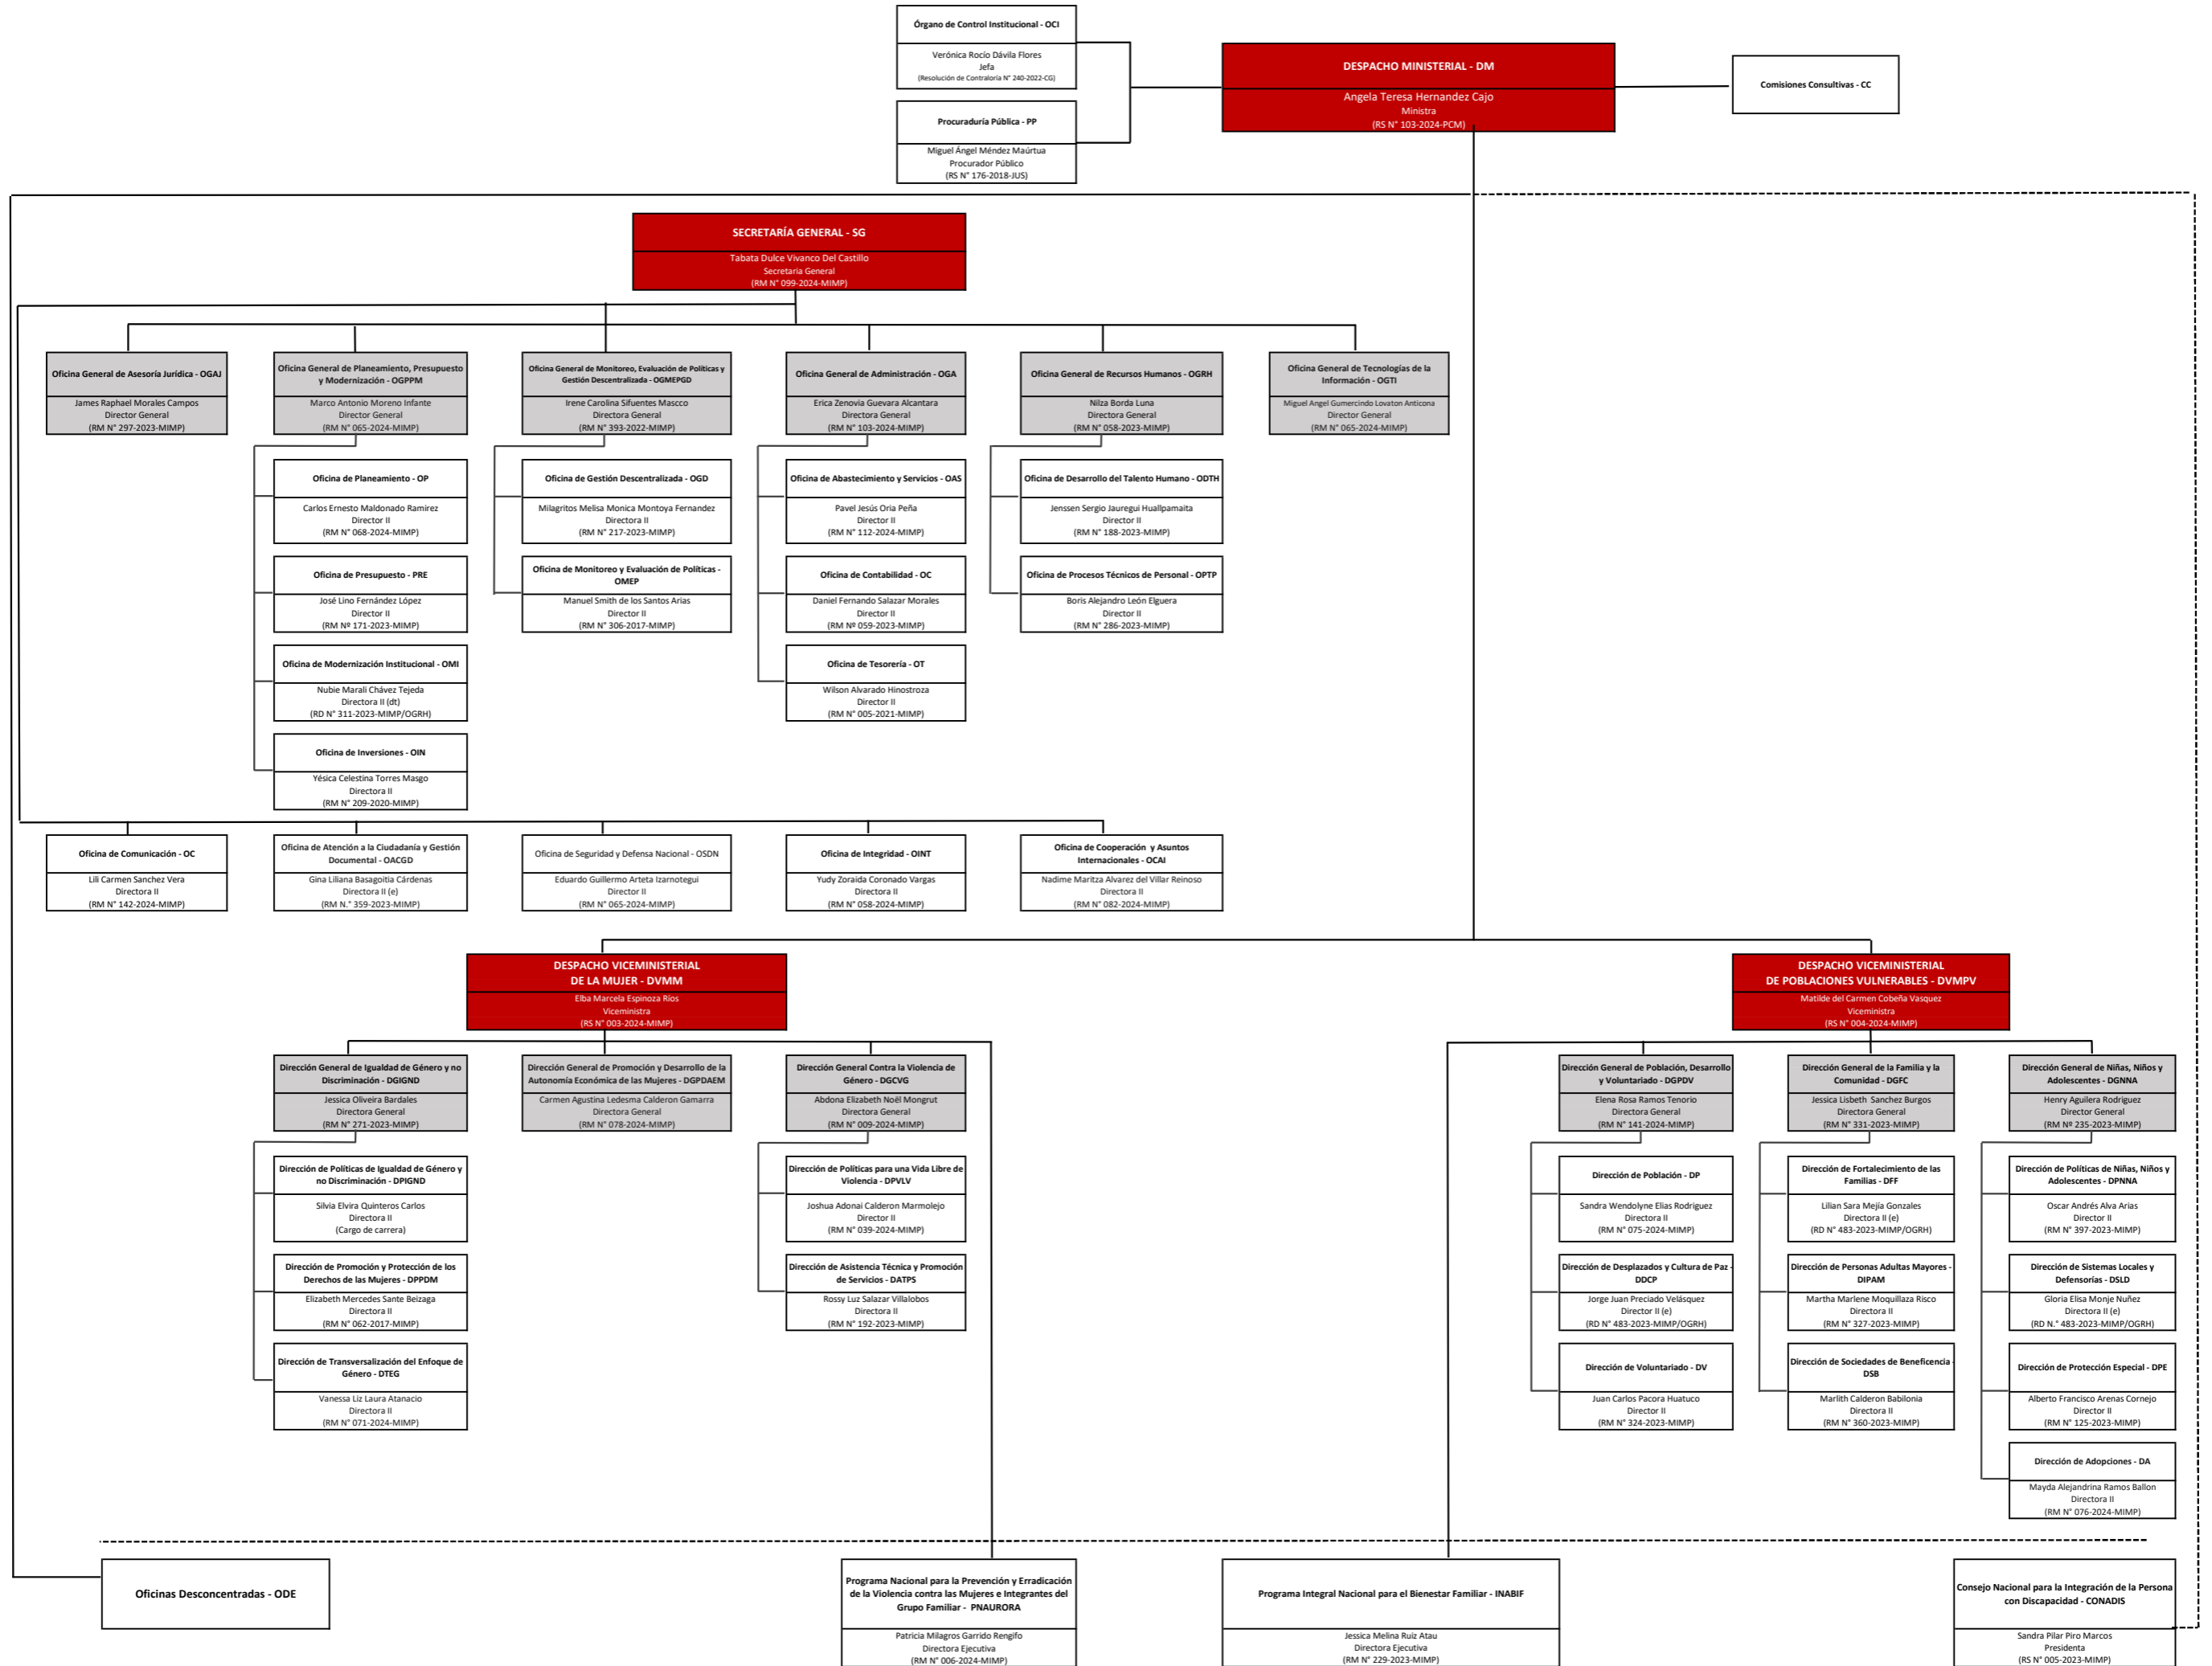 Órgano de Control Institucional - OCI
Verónica Rocío Dávila Flores
Jefa
(Resolución de Contraloría N° 240-2022-CG)
Procuraduría Pública - PP
Miguel Ángel Méndez Maúrtua
Procurador Público
(RS N° 176-2018-JUS)
DESPACHO MINISTERIAL - DM
Angela Teresa Hernandez Cajo
Ministra
(RS N° 103-2024-PCM)
Comisiones Consultivas - CC
SECRETARÍA GENERAL - SG
Tabata Dulce Vivanco Del Castillo
Secretaria General
(RM N° 099-2024-MIMP)
Oficina General de Asesoría Jurídica - OGAJ
James Raphael Morales Campos
Director General
(RM N° 297-2023-MIMP)
Oficina General de Planeamiento, Presupuesto
y Modernización - OGPPM
Marco Antonio Moreno Infante
Director General
(RM N° 065-2024-MIMP)
Oficina General de Monitoreo, Evaluación de Políticas y
Gestión Descentralizada - OGMEPGD
Irene Carolina Sifuentes Mascco
Directora General
(RM N° 393-2022-MIMP)
Oficina General de Administración - OGA
Erica Zenovia Guevara Alcantara
Directora General
(RM N° 103-2024-MIMP)
Oficina General de Recursos Humanos - OGRH
Nilza Borda Luna
Directora General
(RM N° 058-2023-MIMP)
Oficina General de Tecnologías de la
Información - OGTI
Miguel Angel Gumercindo Lovaton Anticona
Director General
(RM N° 065-2024-MIMP)
Oficina de Planeamiento - OP
Carlos Ernesto Maldonado Ramirez
Director II
(RM N° 068-2024-MIMP)
Oficina de Presupuesto - PRE
José Lino Fernández López
Director II
(RM Nº 171-2023-MIMP)
Oficina de Modernización Institucional - OMI
Nubie Marali Chávez Tejeda
Directora II (dt)
(RD N° 311-2023-MIMP/OGRH)
Oficina de Inversiones - OIN
Yésica Celestina Torres Masgo
Directora II
(RM N° 209-2020-MIMP)
Oficina de Gestión Descentralizada - OGD
Milagritos Melisa Monica Montoya Fernandez
Directora II
(RM N° 217-2023-MIMP)
Oficina de Monitoreo y Evaluación de Políticas -
OMEP
Manuel Smith de los Santos Arias
Director II
(RM N° 306-2017-MIMP)
Oficina de Abastecimiento y Servicios - OAS
Pavel Jesús Oria Peña
Director II
(RM N° 112-2024-MIMP)
Oficina de Contabilidad - OC
Daniel Fernando Salazar Morales
Director II
(RM Nº 059-2023-MIMP)
Oficina de Tesorería - OT
Wilson Alvarado Hinostroza
Director II
(RM N° 005-2021-MIMP)
Oficina de Desarrollo del Talento Humano - ODTH
Jenssen Sergio Jauregui Huallpamaita
Director II
(RM N° 188-2023-MIMP)
Oficina de Procesos Técnicos de Personal - OPTP
Boris Alejandro León Elguera
Director II
(RM N° 286-2023-MIMP)
Oficina de Comunicación - OC
Lili Carmen Sanchez Vera
Directora II
(RM N° 142-2024-MIMP)
Oficina de Atención a la Ciudadanía y Gestión
Documental - OACGD
Gina Liliana Basagoitia Cárdenas
Directora II (e)
(RM N.° 359-2023-MIMP)
Oficina de Seguridad y Defensa Nacional - OSDN
Eduardo Guillermo Arteta Izarnotegui
Director II
(RM N° 065-2024-MIMP)
Oficina de Integridad - OINT
Yudy Zoraida Coronado Vargas
Directora II
(RM N° 058-2024-MIMP)
Oficina de Cooperación y Asuntos
Internacionales - OCAI
Nadime Maritza Alvarez del Villar Reinoso
Directora II
(RM N° 082-2024-MIMP)
DESPACHO VICEMINISTERIAL
DE LA MUJER - DVMM
Elba Marcela Espinoza Ríos
Viceministra
(RS N° 003-2024-MIMP)
DESPACHO VICEMINISTERIAL
DE POBLACIONES VULNERABLES - DVMPV
Matilde del Carmen Cobeña Vasquez
Viceministra
(RS N° 004-2024-MIMP)
Dirección General de Igualdad de Género y no
Discriminación - DGIGND
Jessica Oliveira Bardales
Directora General
(RM N° 271-2023-MIMP)
Dirección General de Promoción y Desarrollo de la
Autonomía Económica de las Mujeres - DGPDAEM
Carmen Agustina Ledesma Calderon Gamarra
Directora General
(RM N° 078-2024-MIMP)
Dirección General Contra la Violencia de
Género - DGCVG
Abdona Elizabeth Noël Mongrut
Directora General
(RM N° 009-2024-MIMP)
Dirección General de Población, Desarrollo
y Voluntariado - DGPDV
Elena Rosa Ramos Tenorio
Directora General
(RM N° 141-2024-MIMP)
Dirección General de la Familia y la
Comunidad - DGFC
Jessica Lisbeth Sanchez Burgos
Directora General
(RM N° 331-2023-MIMP)
Dirección General de Niñas, Niños y
Adolescentes - DGNNA
Henry Aguilera Rodriguez
Director General
(RM Nº 235-2023-MIMP)
Dirección de Políticas de Igualdad de Género y
no Discriminación - DPIGND
Silvia Elvira Quinteros Carlos
Directora II
(Cargo de carrera)
Dirección de Promoción y Protección de los
Derechos de las Mujeres - DPPDM
Elizabeth Mercedes Sante Beizaga
Directora II
(RM N° 062-2017-MIMP)
Dirección de Transversalización del Enfoque de
Género - DTEG
Vanessa Liz Laura Atanacio
Directora II
(RM N° 071-2024-MIMP)
Dirección de Políticas para una Vida Libre de
Violencia - DPVLV
Joshua Adonai Calderon Marmolejo
Director II
(RM N° 039-2024-MIMP)
Dirección de Asistencia Técnica y Promoción
de Servicios - DATPS
Rossy Luz Salazar Villalobos
Directora II
(RM N° 192-2023-MIMP)
Dirección de Población - DP
Sandra Wendolyne Elias Rodriguez
Directora II
(RM N° 075-2024-MIMP)
Dirección de Desplazados y Cultura de Paz -
DDCP
Jorge Juan Preciado Velásquez
Director II (e)
(RD N° 483-2023-MIMP/OGRH)
Dirección de Voluntariado - DV
Juan Carlos Pacora Huatuco
Director II
(RM N° 324-2023-MIMP)
Dirección de Fortalecimiento de las
Familias - DFF
Lilian Sara Mejía Gonzales
Directora II (e)
(RD N° 483-2023-MIMP/OGRH)
Dirección de Personas Adultas Mayores -
DIPAM
Martha Marlene Moquillaza Risco
Directora II
(RM N° 327-2023-MIMP)
Dirección de Sociedades de Beneficencia -
DSB
Marlith Calderon Babilonia
Directora II
(RM N° 360-2023-MIMP)
Dirección de Políticas de Niñas, Niños y
Adolescentes - DPNNA
Oscar Andrés Alva Arias
Director II
(RM N° 397-2023-MIMP)
Dirección de Sistemas Locales y
Defensorías - DSLD
Gloria Elisa Monje Nuñez
Directora II (e)
(RD N.° 483-2023-MIMP/OGRH)
Dirección de Protección Especial - DPE
Alberto Francisco Arenas Cornejo
Director II
(RM N° 125-2023-MIMP)
Dirección de Adopciones - DA
Mayda Alejandrina Ramos Ballon
Directora II
(RM N° 076-2024-MIMP)
Oficinas Desconcentradas - ODE
Programa Nacional para la Prevención y Erradicación
de la Violencia contra las Mujeres e Integrantes del
Grupo Familiar - PNAURORA
Patricia Milagros Garrido Rengifo
Directora Ejecutiva
(RM N° 006-2024-MIMP)
Programa Integral Nacional para el Bienestar Familiar - INABIF
Jessica Melina Ruiz Atau
Directora Ejecutiva
(RM N° 229-2023-MIMP)
Consejo Nacional para la Integración de la Persona
con Discapacidad - CONADIS
Sandra Pilar Piro Marcos
Presidenta
(RS N° 005-2023-MIMP)